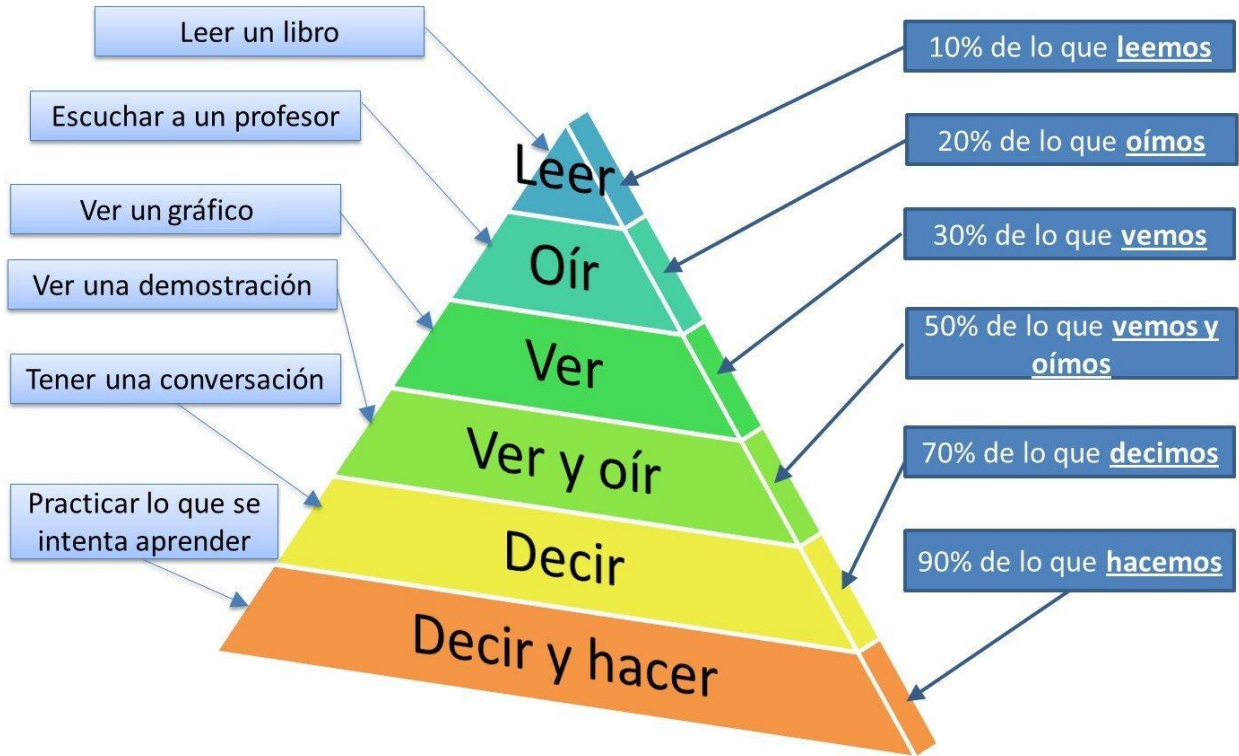 Leer un libro
Escuchar a un profesor
Ver un gráfico
Ver una demostración
Tener una conversación
Practicar lo que se
intenta aprender
Leer
Oír
Ver
Ver y oír
Decir
Decir y hacer
10% de lo que leemos
20% de lo que oímos
30% de lo que vemos
50% de lo que vemos y
oímos
70% de lo que decimos
90% de lo que hacemos